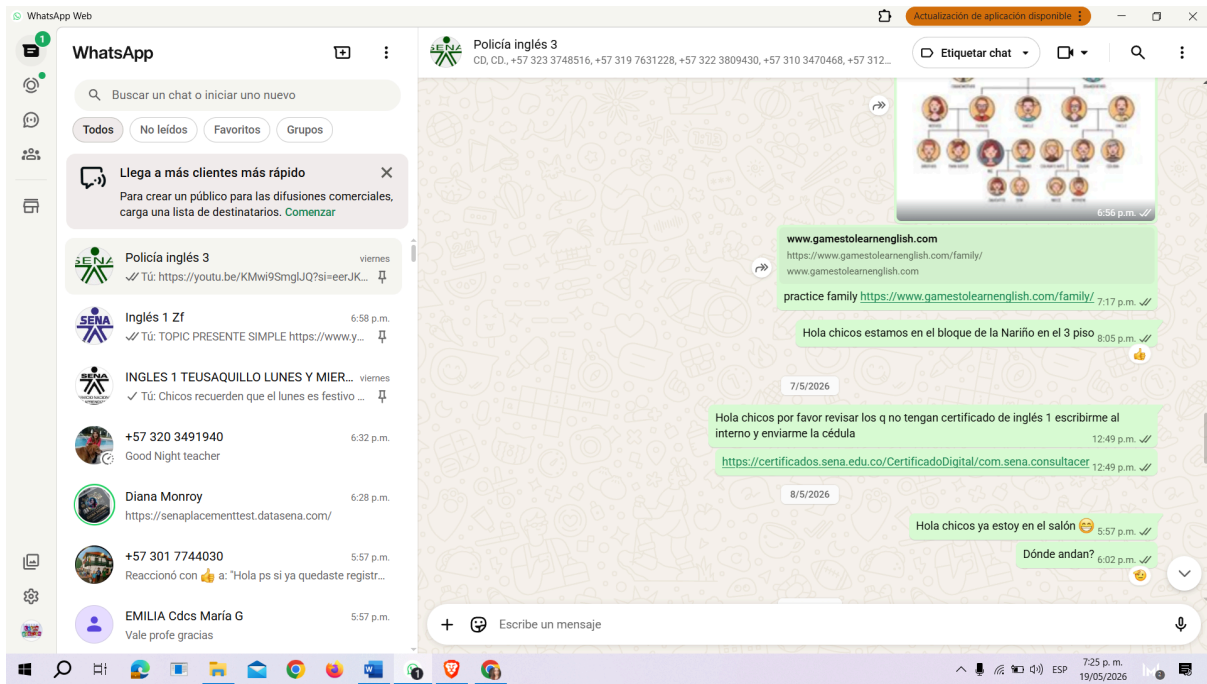 WhatsApp Web
Actualización de aplicación disponible
1
WhatsApp
Buscar un chat o iniciar uno nuevo
Todos
No leídos
Favoritos
Grupos
Llega a más clientes más rápido
Para crear un público para las difusiones comerciales,
carga una lista de destinatarios. Comenzar
SENA
Policía inglés 3
viernes
Tú: https://youtu.be/KMwi9SmglJQ?si=eerJK...
SENA
Inglés 1 Zf
6:58 p.m.
Tú: TOPIC PRESENTE SIMPLE https://www.y...
SENA
INGLES 1 TEUSAQUILLO LUNES Y MIER...
viernes
Tú: Chicos recuerden que el lunes es festivo ...
+57 320 3491940
6:32 p.m.
Good Night teacher
Diana Monroy
6:28 p.m.
https://senaplacementtest.datasena.com/
+57 301 7744030
5:57 p.m.
Reaccionó con 👍 a: "Hola ps si ya quedaste registr...
EMILIA Cdcs María G
5:57 p.m.
Vale profe gracias
SENA
Policía inglés 3
CD, CD., +57 323 3748516, +57 319 7631228, +57 322 3809430, +57 310 3470468, +57 312...
Etiquetar chat
6:56 p.m.
www.gamestolearnenglish.com
https://www.gamestolearnenglish.com/family/
www.gamestolearnenglish.com
practice family https://www.gamestolearnenglish.com/family/ 7:17 p.m.
Hola chicos estamos en el bloque de la Nariño en el 3 piso 8:05 p.m.
7/5/2026
Hola chicos por favor revisar los q no tengan certificado de inglés 1 escribirme al
interno y enviarme la cédula
12:49 p.m.
https://certificados.sena.edu.co/CertificadoDigital/com.sena.consultacer 12:49 p.m.
8/5/2026
Hola chicos ya estoy en el salón 😁 5:57 p.m.
Dónde andan? 6:02 p.m.
Escribe un mensaje
ESP
7:25 p. m.
19/05/2026